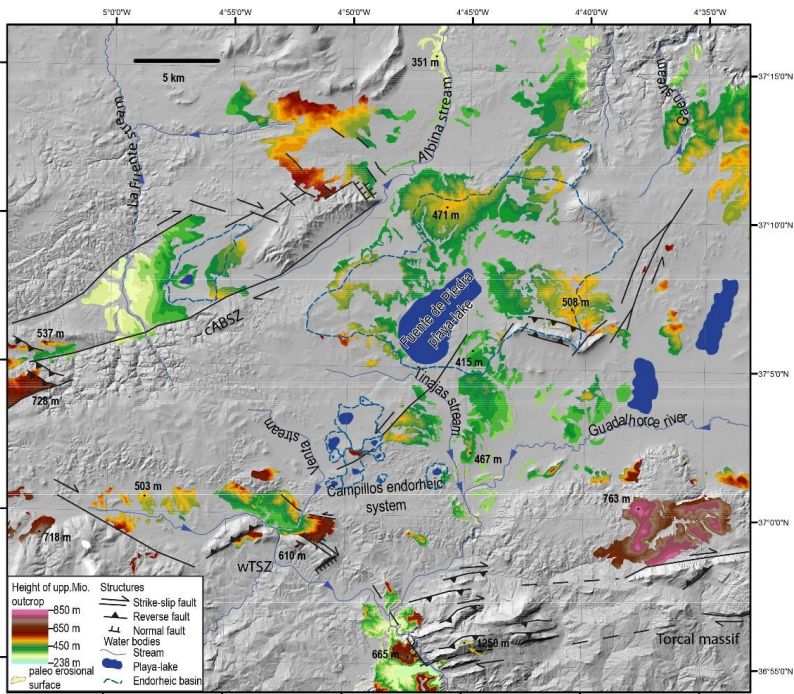 5°0'0"W
4°55'0"W
4°50'0"W
4°45'0"W
4°40'0"W
4°35'0"W
5 km
351 m
37°15'0"N
La Fuente stream
Albina stream
Caen stream
471 m
37°10'0"N
Fuente de Piedra
playa-lake
508 m
537 m
cABSZ
415 m
728 m
37°5'0"N
Tinajas stream
Venta stream
Guadalhorce river
467 m
503 m
Campillos endorheic
system
763 m
718 m
610 m
37°0'0"N
wTSZ
Height of upp.Mio.
outcrop
850 m
650 m
450 m
238 m
paleo erosional
surface
Structures
Strike-slip fault
Reverse fault
Normal fault
Water bodies
Stream
Playa-lake
Endorheic basin
665 m
1250 m
Torcal massif
36°55'0"N